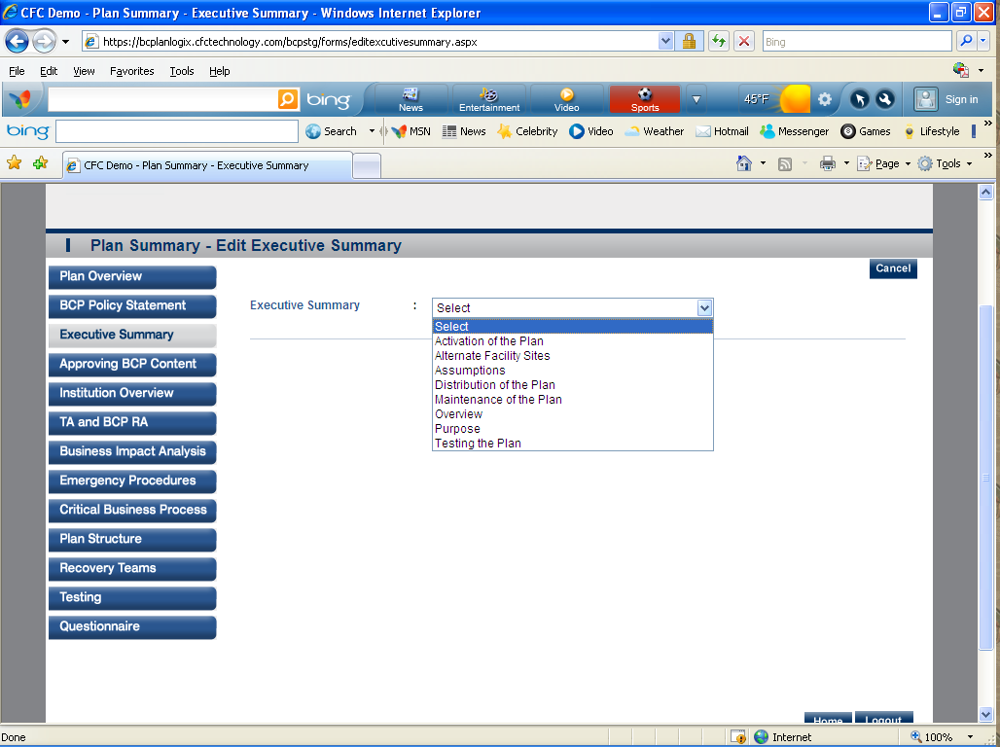 CFC Demo - Plan Summary - Executive Summary - Windows Internet Explorer
https://bcplanlogix.cfctechnology.com/bcpstg/forms/editexcutivesummary.aspx
Bing
File Edit View Favorites Tools Help
bing News Entertainment Video Sports 45°F Sign in
bing Search MSN News Celebrity Video Weather Hotmail Messenger Games Lifestyle
CFC Demo - Plan Summary - Executive Summary Page Tools
Plan Summary - Edit Executive Summary
Cancel
Plan Overview
BCP Policy Statement
Executive Summary
Approving BCP Content
Institution Overview
TA and BCP RA
Business Impact Analysis
Emergency Procedures
Critical Business Process
Plan Structure
Recovery Teams
Testing
Questionnaire
Executive Summary : Select
Select
Activation of the Plan
Alternate Facility Sites
Assumptions
Distribution of the Plan
Maintenance of the Plan
Overview
Purpose
Testing the Plan
Home Logout
Done Internet 100%